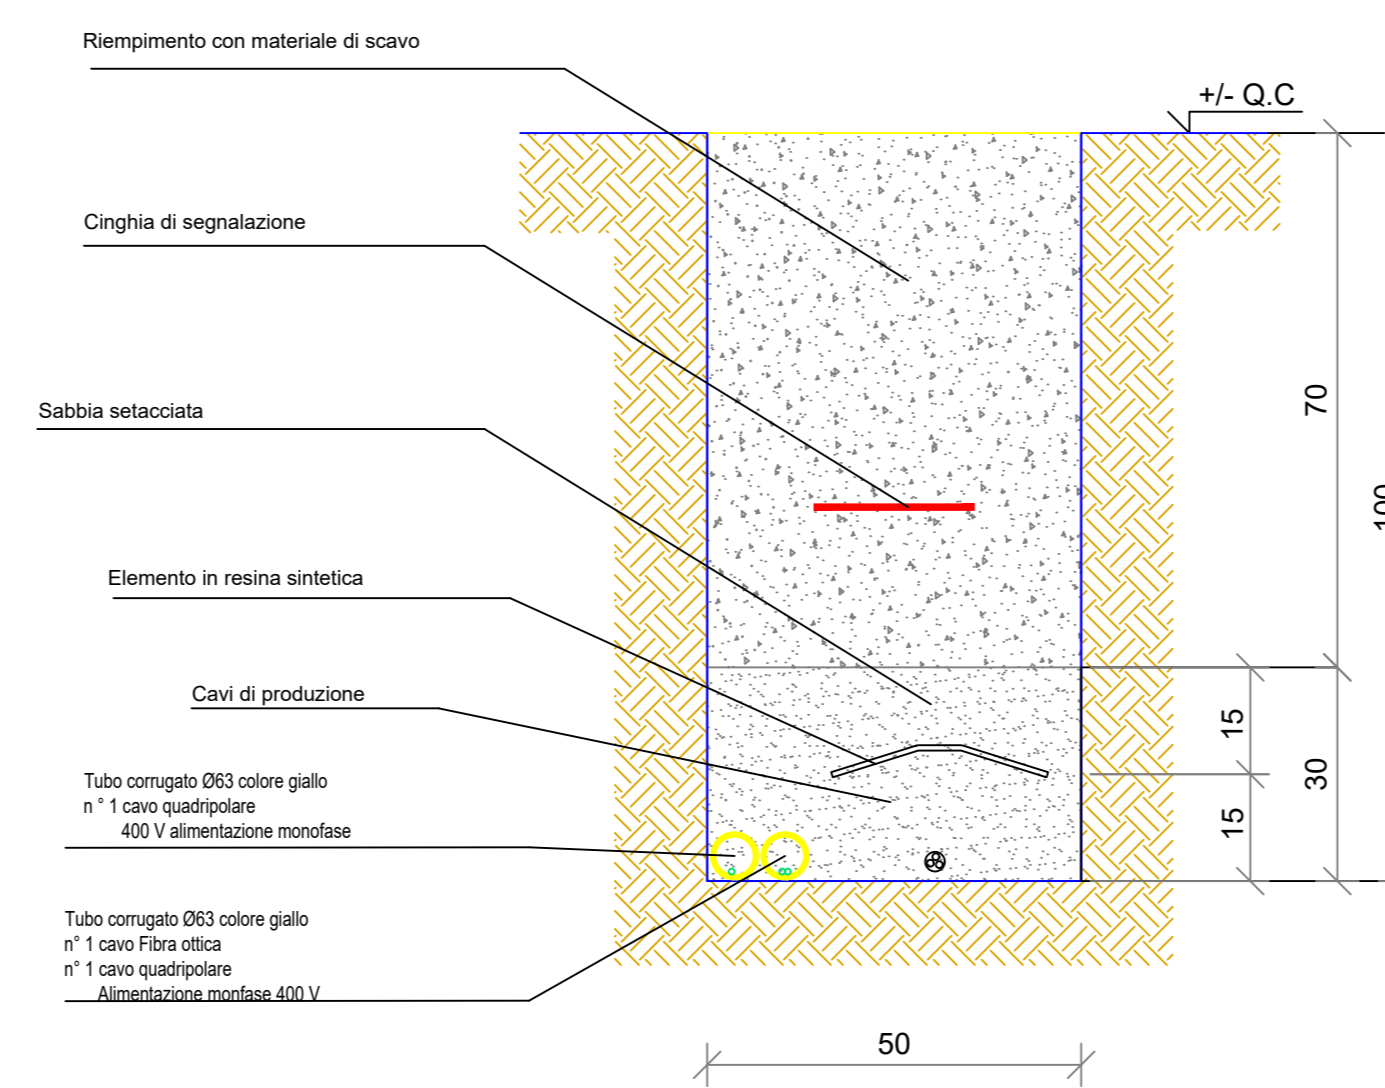 Riempimento con materiale di scavo
+/- Q.C
Cinghia di segnalazione
70
Sabbia setacciata
100
Elemento in resina sintetica
Cavi di produzione
15
30
15
Tubo corrugato Ø63 colore giallo
n ° 1 cavo quadripolare
400 V alimentazione monofase
Tubo corrugato Ø63 colore giallo
n° 1 cavo Fibra ottica
n° 1 cavo quadripolare
Alimentazione monfase 400 V
50